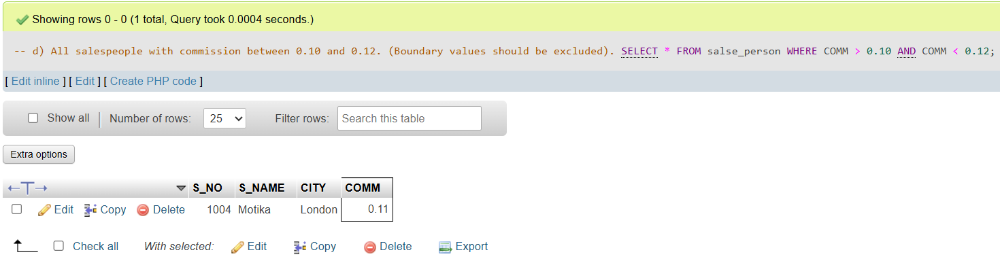 Showing rows 0 - 0 (1 total, Query took 0.0004 seconds.)
-- d) All salespeople with commission between 0.10 and 0.12. (Boundary values should be excluded). SELECT * FROM salse_person WHERE COMM > 0.10 AND COMM < 0.12;
[ Edit inline ] [ Edit ] [ Create PHP code ]
Show all Number of rows: 25 Filter rows: Search this table
Extra options
S_NO S_NAME CITY COMM
Edit Copy Delete 1004 Motika London 0.11
Check all With selected: Edit Copy Delete Export